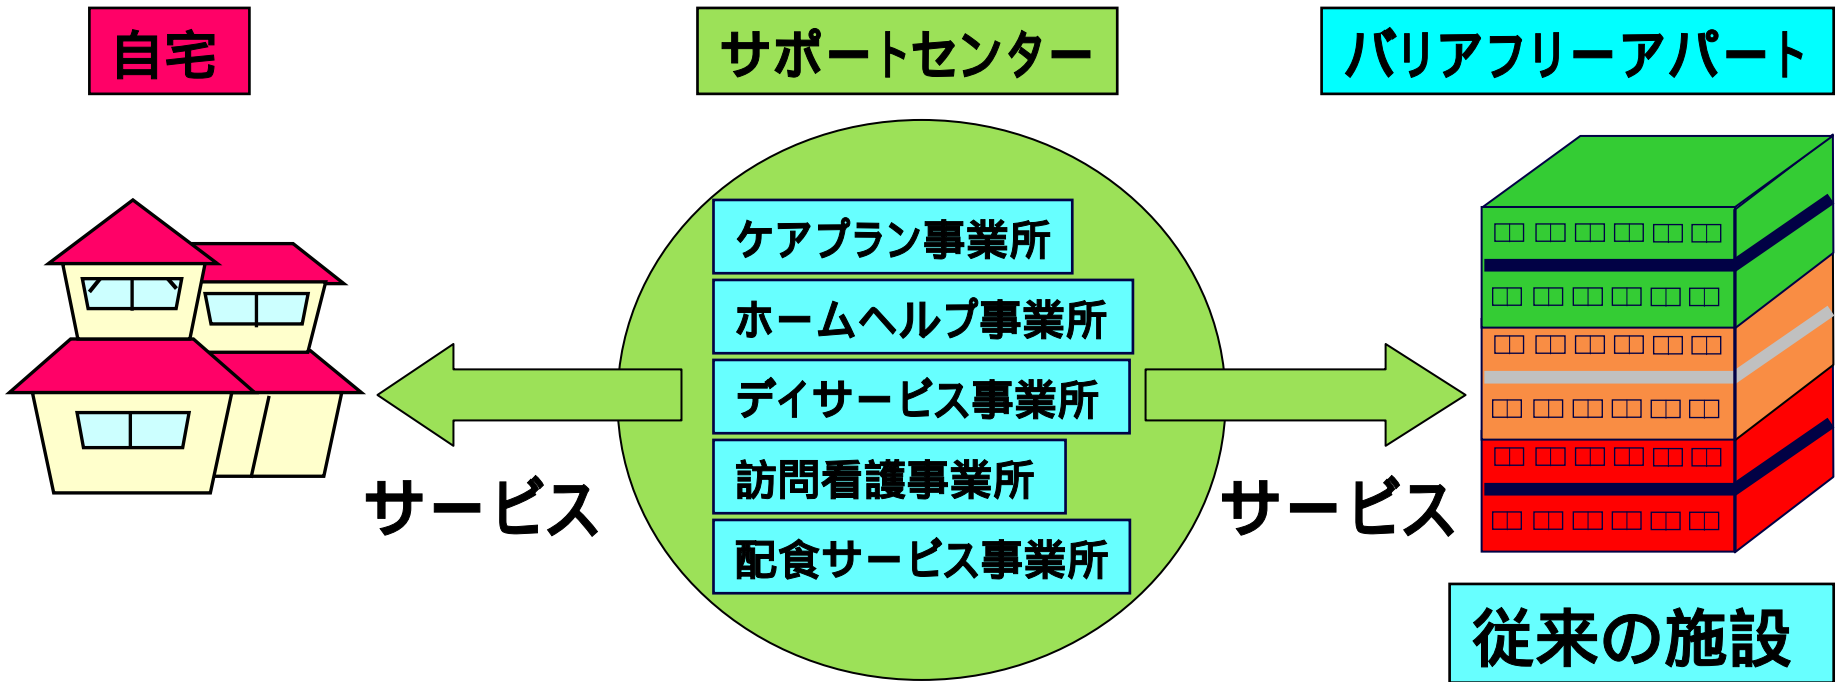 自宅
サポートセンター
バリアフリーアパート
ケアプラン事業所
ホームヘルプ事業所
デイサービス事業所
訪問看護事業所
配食サービス事業所
サービス
サービス
従来の施設